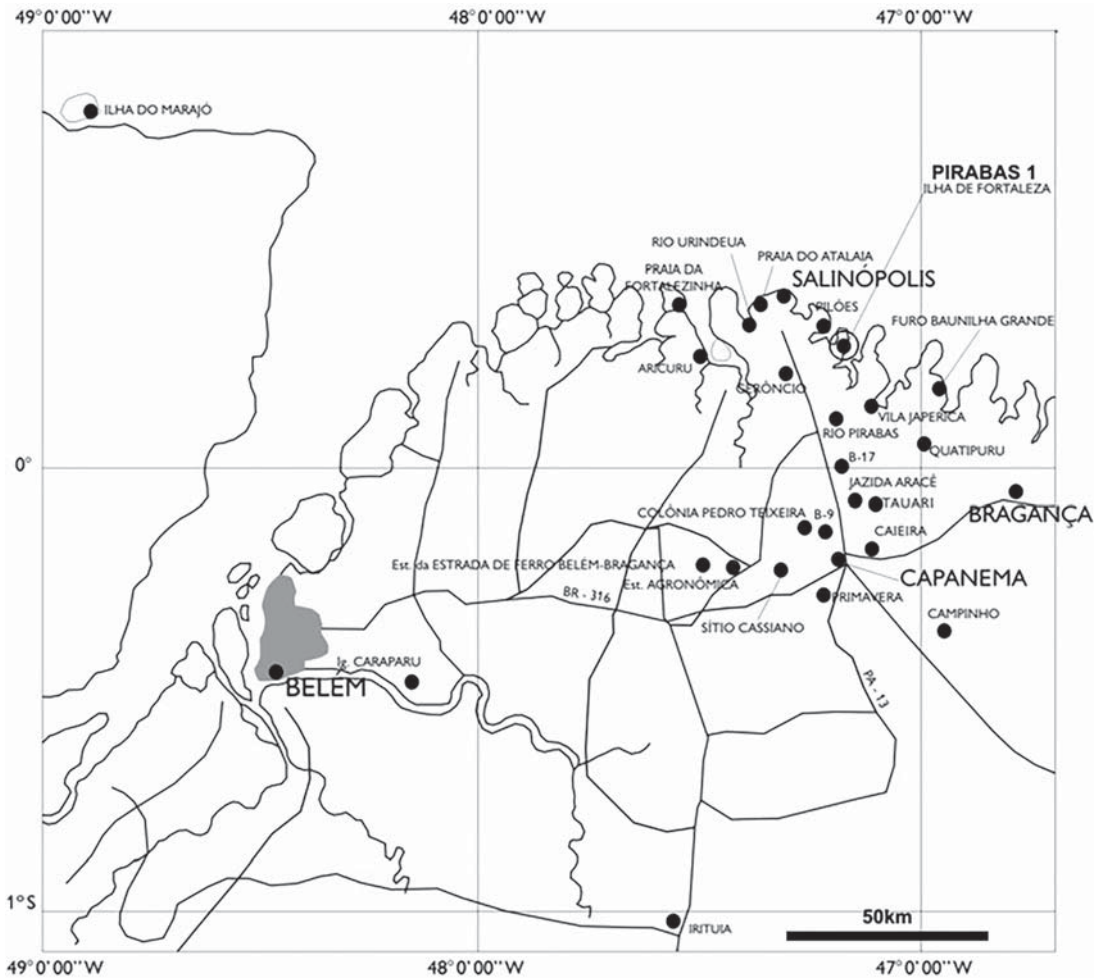 49°0'00''W
48°0'00''W
47°0'00''W
ILHA DO MARAJÓ
PIRABAS 1
ILHA DE FORTALEZA
RIO URINDEUA
PRAIA DO ATALAIA
PRAIA DA
FORTALEZINHA
SALINÓPOLIS
PILÕES
FURO BAUNILHA GRANDE
ARICURU
GERÔNCIO
VILA JAPERICA
RIO PIRABAS
QUATIPURU
0°
B-17
JAZIDA ARACÊ
TAUARI
COLÔNIA PEDRO TEIXEIRA
B-9
BRAGANÇA
CAIEIRA
Est. da ESTRADA DE FERRO BELÉM-BRAGANÇA
Est. AGRONÔMICA
CAPANEMA
BR - 316
PRIMAVERA
SÍTIO CASSIANO
CAMPINHO
Ig. CARAPARU
BELÉM
PA - 13
1°S
50km
IRITUIA
49°0'00''W
48°0'00''W
47°0'00''W